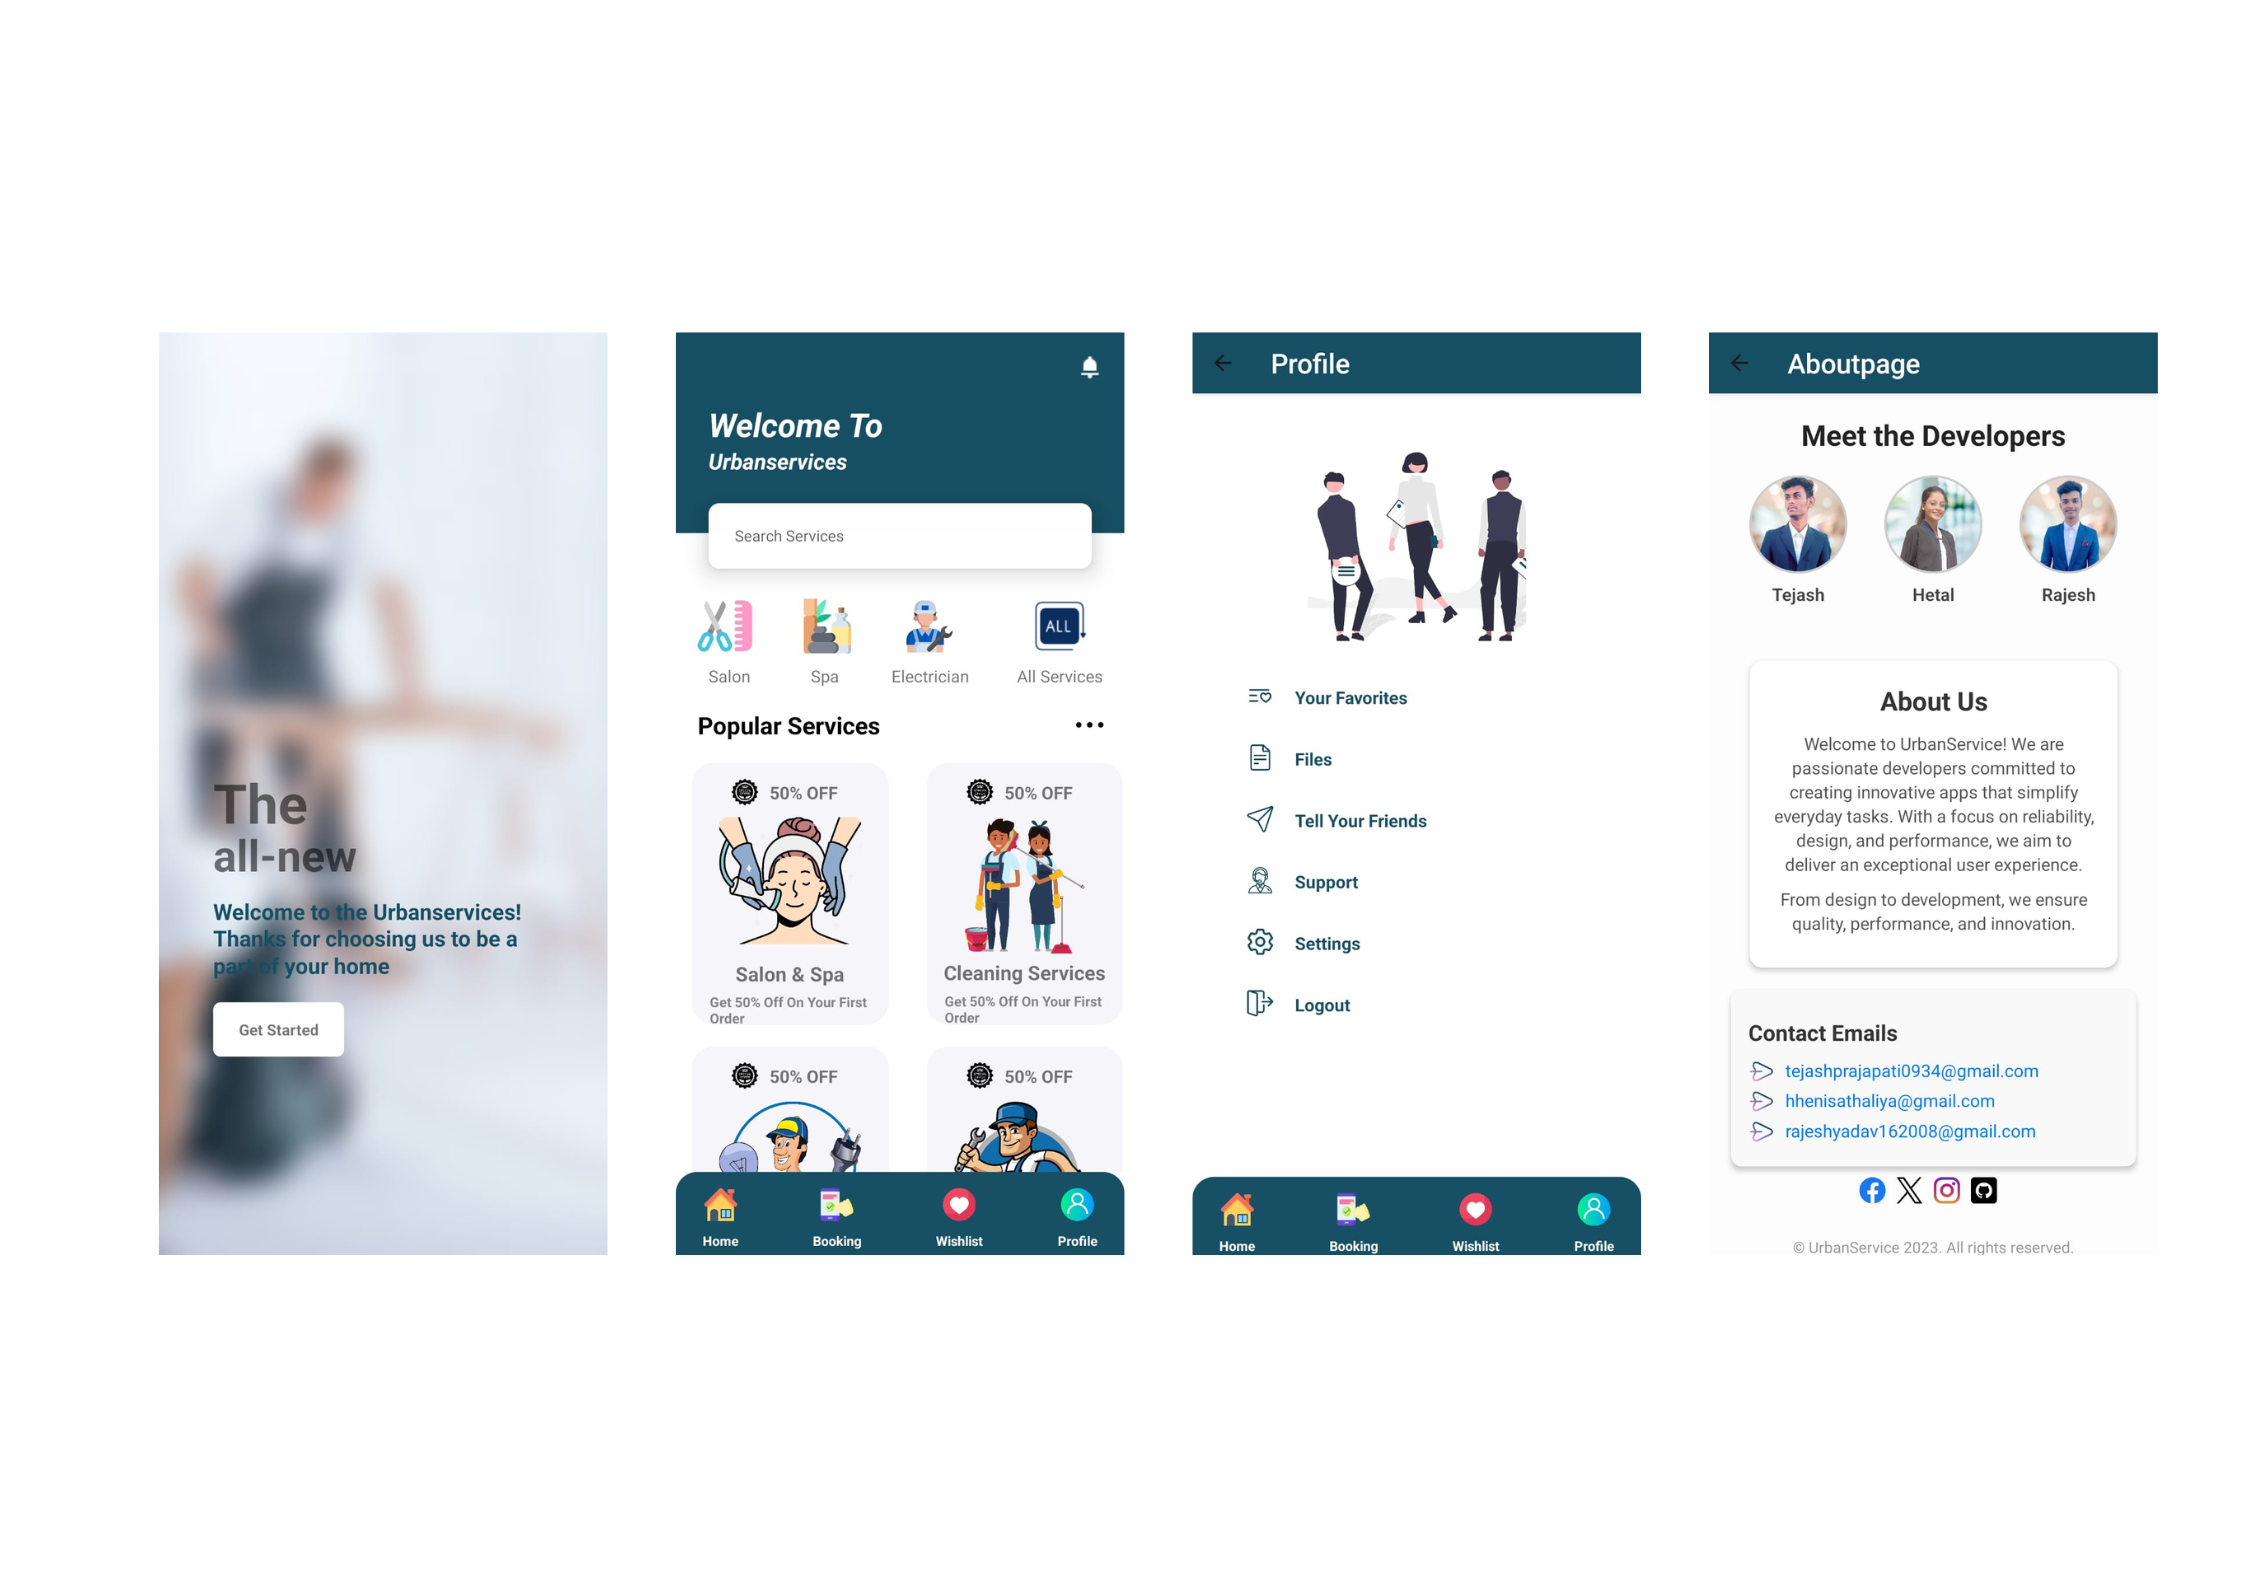 The
all-new
Welcome to the Urbanservices!
Thanks for choosing us to be a
part of your home
Get Started
Welcome To
Urbanservices
Search Services
Salon
Spa
Electrician
ALL
All Services
Popular Services
50% OFF
Salon & Spa
Get 50% Off On Your First
Order
50% OFF
Cleaning Services
Get 50% Off On Your First
Order
50% OFF
50% OFF
Home
Booking
Wishlist
Profile
Profile
Your Favorites
Files
Tell Your Friends
Support
Settings
Logout
Home
Booking
Wishlist
Profile
Aboutpage
Meet the Developers
Tejash
Hetal
Rajesh
About Us
Welcome to UrbanService! We are
passionate developers committed to
creating innovative apps that simplify
everyday tasks. With a focus on reliability,
design, and performance, we aim to
deliver an exceptional user experience.
From design to development, we ensure
quality, performance, and innovation.
Contact Emails
tejashprajapati0934@gmail.com
hhenisathaliya@gmail.com
rajeshyadav162008@gmail.com
© UrbanService 2023. All rights reserved.